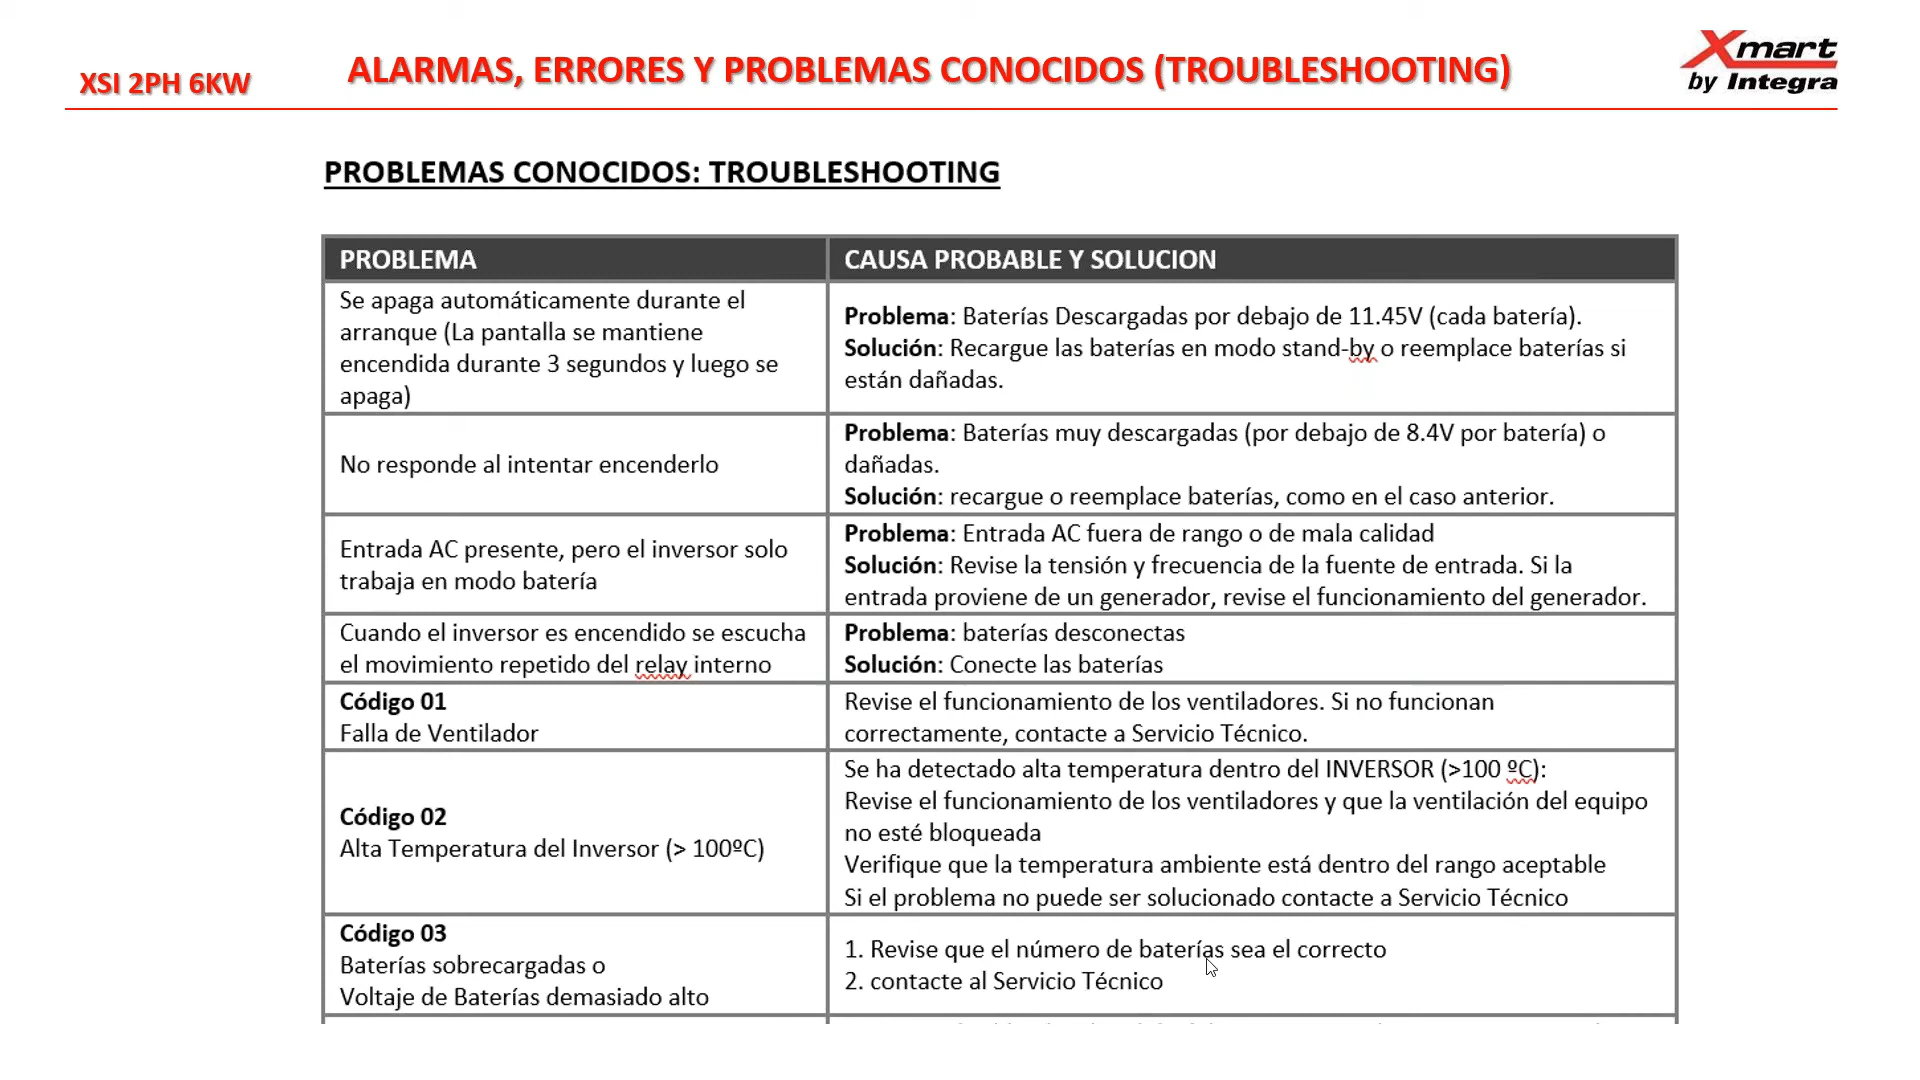 XSI 2PH 6KW
ALARMAS, ERRORES Y PROBLEMAS CONOCIDOS (TROUBLESHOOTING)
Xmart
by Integra
PROBLEMAS CONOCIDOS: TROUBLESHOOTING
PROBLEMA
CAUSA PROBABLE Y SOLUCION
Se apaga automáticamente durante el
arranque (La pantalla se mantiene
encendida durante 3 segundos y luego se
apaga)
Problema: Baterías Descargadas por debajo de 11.45V (cada batería).
Solución: Recargue las baterías en modo stand-by o reemplace baterías si
están dañadas.
No responde al intentar encenderlo
Problema: Baterías muy descargadas (por debajo de 8.4V por batería) o
dañadas.
Solución: recargue o reemplace baterías, como en el caso anterior.
Entrada AC presente, pero el inversor solo
trabaja en modo batería
Problema: Entrada AC fuera de rango o de mala calidad
Solución: Revise la tensión y frecuencia de la fuente de entrada. Si la
entrada proviene de un generador, revise el funcionamiento del generador.
Cuando el inversor es encendido se escucha
el movimiento repetido del relay interno
Problema: baterías desconectas
Solución: Conecte las baterías
Código 01
Falla de Ventilador
Revise el funcionamiento de los ventiladores. Si no funcionan
correctamente, contacte a Servicio Técnico.
Código 02
Alta Temperatura del Inversor (> 100ºC)
Se ha detectado alta temperatura dentro del INVERSOR (>100 ºC):
Revise el funcionamiento de los ventiladores y que la ventilación del equipo
no esté bloqueada
Verifique que la temperatura ambiente está dentro del rango aceptable
Si el problema no puede ser solucionado contacte a Servicio Técnico
Código 03
Baterías sobrecargadas o
Voltaje de Baterías demasiado alto
1. Revise que el número de baterías sea el correcto
2. contacte al Servicio Técnico